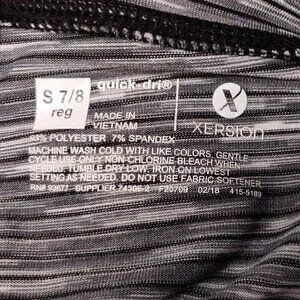 quick-dri®
S 7/8
reg
MADE IN
VIETNAM
X
XERSION
POLYESTER 7% SPANDEX
MACHINE WASH COLD WITH LIKE COLORS, GENTLE
CYCLE USE ONLY NON CHLORINE BLEACH WHEN
NEEDED. TUMBLE DRY LOW. IRON ON LOWEST
SETTING AS NEEDED. DO NOT USE FABRIC SOFTENER.
RN# 93677 SUPPLIER 74306-2 F20709 02/18 415-5189